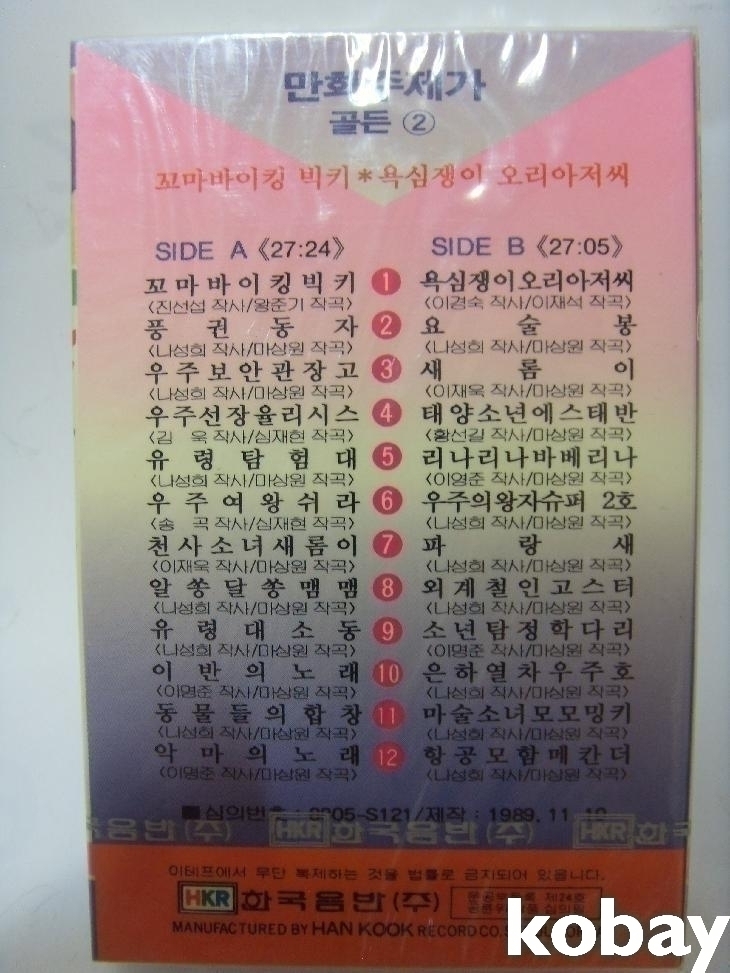 만화주제가
골든 ②
꼬마바이킹 빅키*욕심쟁이 오리아저씨
SIDE A 《27:24》
꼬마바이킹빅키 1
〈진선섭 작사/왕준기 작곡〉
풍권동자 2
〈나성희 작사/마상원 작곡〉
우주보안관장고 3
〈나성희 작사/마상원 작곡〉
우주선장율리시스 4
〈김 욱 작사/심재현 작곡〉
유령탐험대 5
〈나성희 작사/마상원 작곡〉
우주여왕쉬라 6
〈송 곡 작사/심재현 작곡〉
천사소녀새롬이 7
〈이재욱 작사/마상원 작곡〉
알쏭달쏭맴맴 8
〈나성희 작사/마상원 작곡〉
유령대소동 9
〈나성희 작사/마상원 작곡〉
이반의노래 10
〈이명준 작사/마상원 작곡〉
동물들의합창 11
〈나성희 작사/마상원 작곡〉
악마의노래 12
〈이명준 작사/마상원 작곡〉
SIDE B 《27:05》
욕심쟁이오리아저씨
〈이경숙 작사/이재석 작곡〉
요술봉
〈나성희 작사/마상원 작곡〉
새롬이
〈이재욱 작사/마상원 작곡〉
태양소년에스태반
〈황선길 작사/마상원 작곡〉
리나리나바베리나
〈이영준 작사/마상원 작곡〉
우주의왕자슈퍼 2호
〈나성희 작사/마상원 작곡〉
파랑새
〈나성희 작사/마상원 작곡〉
외계철인고스터
〈나성희 작사/마상원 작곡〉
소년탐정학다리
〈이명준 작사/마상원 작곡〉
은하열차우주호
〈나성희 작사/마상원 작곡〉
마술소녀모모밍키
〈나성희 작사/마상원 작곡〉
항공모함메칸더
〈나성희 작사/마상원 작곡〉
■심의번호 : -S121/제작 : 1989. 11.
한국음반(주) HKR 한국음반(주) HKR 한국
이테프에서 무단 복제하는 것을 법률로 금지되어 있읍니다.
HKR 한국음반(주)
제24호
MANUFACTURED BY HAN KOOK RECORD CO.
kobay